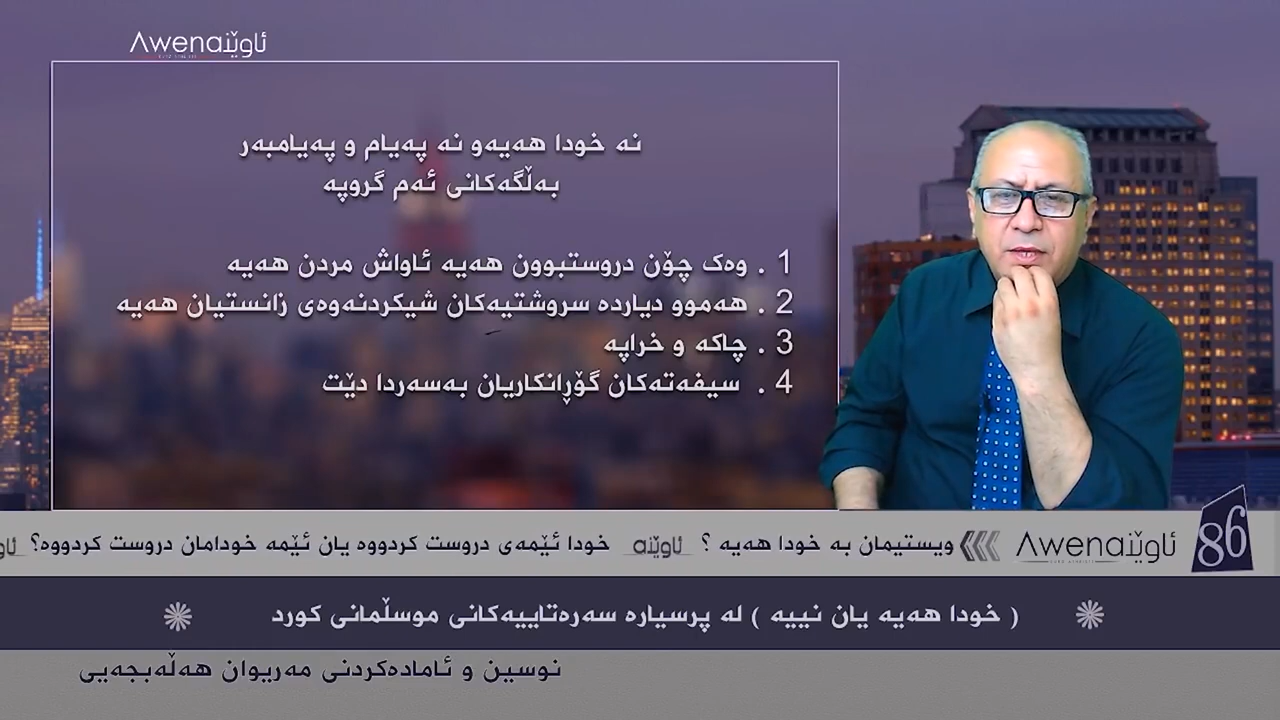 Awena ئاوێنە
نە خودا هەیەو نە پەیام و پەیامبەر
بەڵگەکانی ئەم گروپە
1 . وەک چۆن دروستبوون هەیە ئاواش مردن هەیە
2 . هەموو دیاردە سروشتیەکان شیکردنەوەی زانستیان هەیە
3 . چاکە و خراپە
4 . سیفەتەکان گۆڕانکاریان بەسەردا دێت
86
Awena ئاوێنە
ویستیمان بە خودا هەیە ؟ ئاوێنە خودا ئێمەی دروست کردووە یان ئێمە خودامان دروست کردووە؟
( خودا هەیە یان نییە ) لە پرسیارە سەرەتاییەکانی موسڵمانی کورد
نوسین و ئامادەکردنی مەریوان هەڵەبجەیی